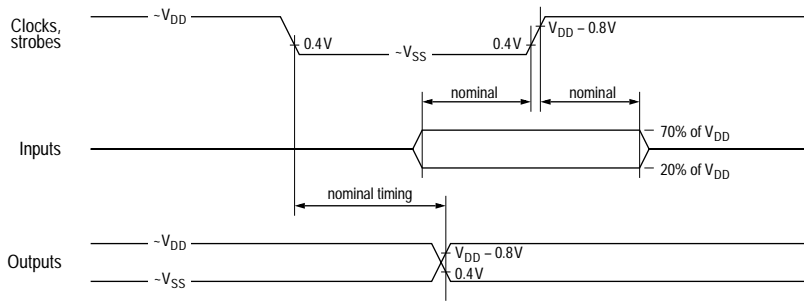 Clocks,
strobes
~VDD
0.4V
~VSS
0.4V
VDD – 0.8V
nominal
nominal
Inputs
70% of VDD
20% of VDD
nominal timing
Outputs
~VDD
VDD – 0.8V
0.4V
~VSS